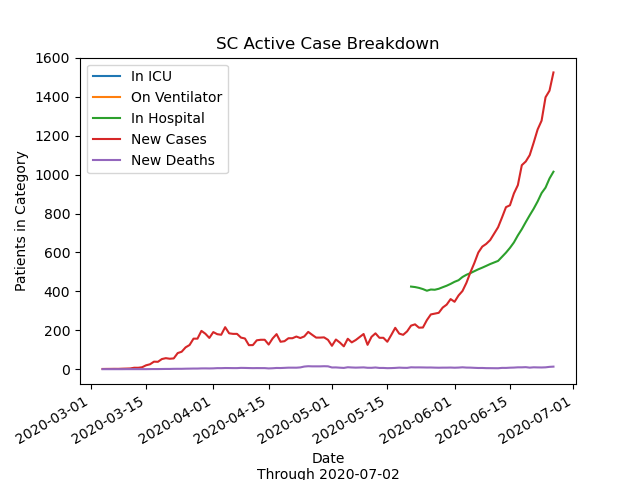 SC Active Case Breakdown
In ICU
On Ventilator
In Hospital
New Cases
New Deaths
Patients in Category
1600
1400
1200
1000
800
600
400
200
0
2020-03-01
2020-03-15
2020-04-01
2020-04-15
2020-05-01
2020-05-15
2020-06-01
2020-06-15
2020-07-01
Date
Through 2020-07-02